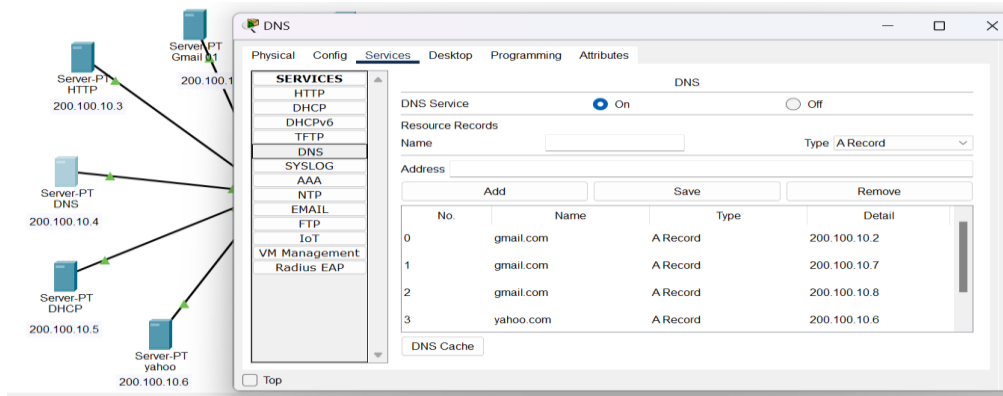 Server-PT
Gmail 01
200.100.1
Server-PT
HTTP
200.100.10.3
Server-PT
DNS
200.100.10.4
Server-PT
DHCP
200.100.10.5
Server-PT
yahoo
200.100.10.6
DNS
Physical Config Services Desktop Programming Attributes
SERVICES
HTTP
DHCP
DHCPv6
TFTP
DNS
SYSLOG
AAA
NTP
EMAIL
FTP
IoT
VM Management
Radius EAP
DNS
DNS Service On Off
Resource Records
Name Type A Record
Address
Add Save Remove
No. Name Type Detail
0 gmail.com A Record 200.100.10.2
1 gmail.com A Record 200.100.10.7
2 gmail.com A Record 200.100.10.8
3 yahoo.com A Record 200.100.10.6
DNS Cache
Top